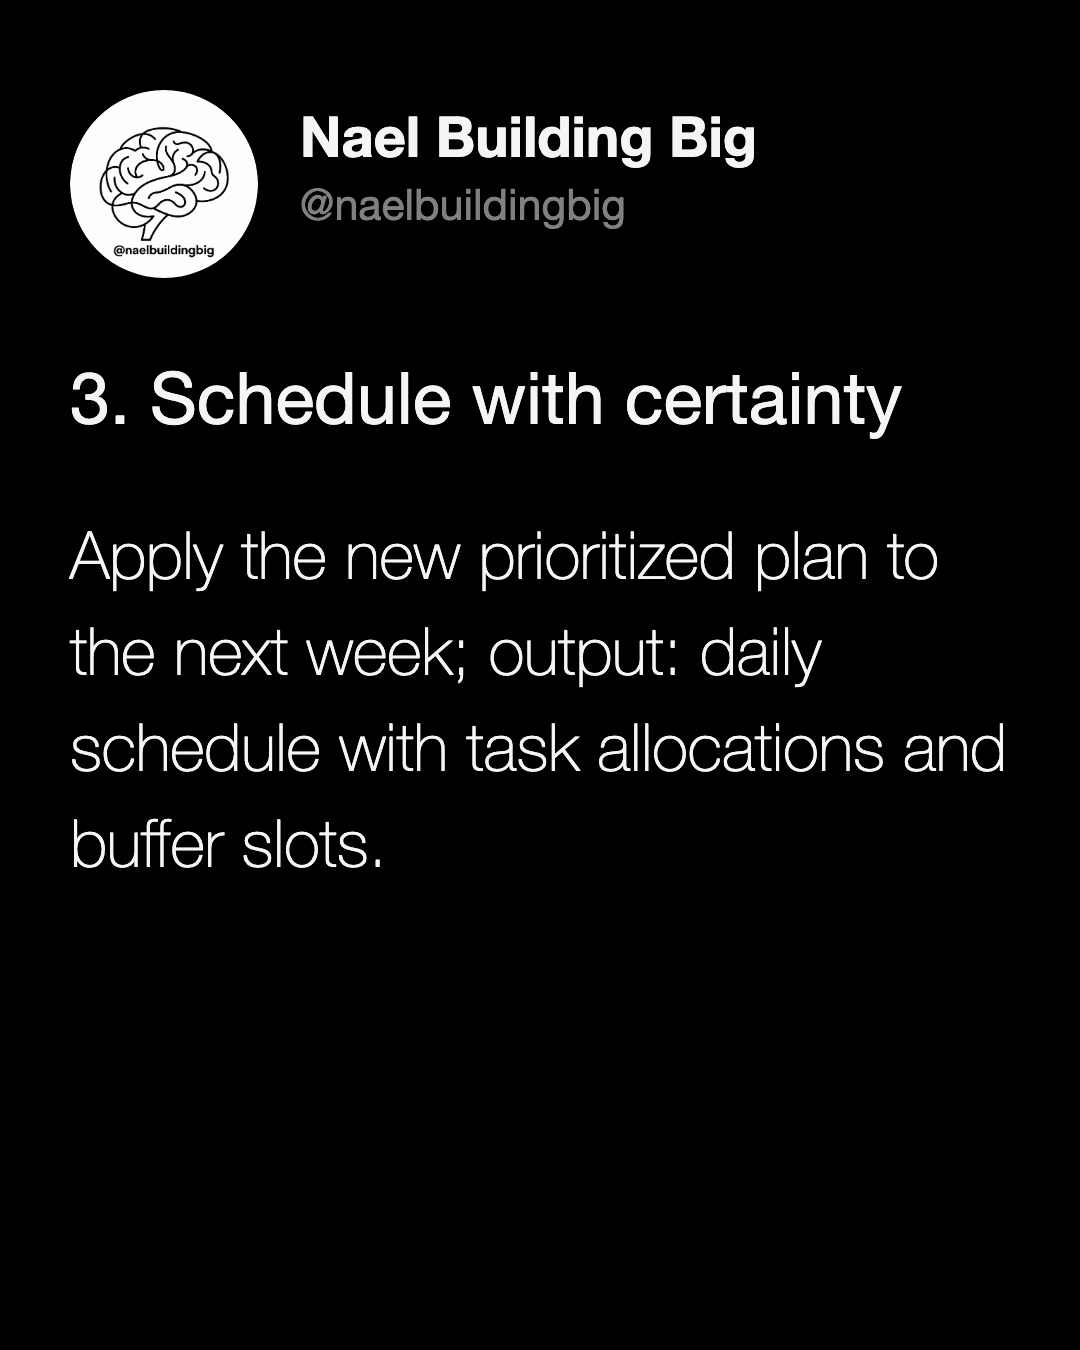 Nael Building Big
@naelbuildingbig
@naelbuildingbig
3. Schedule with certainty
Apply the new prioritized plan to
the next week; output: daily
schedule with task allocations and
buffer slots.